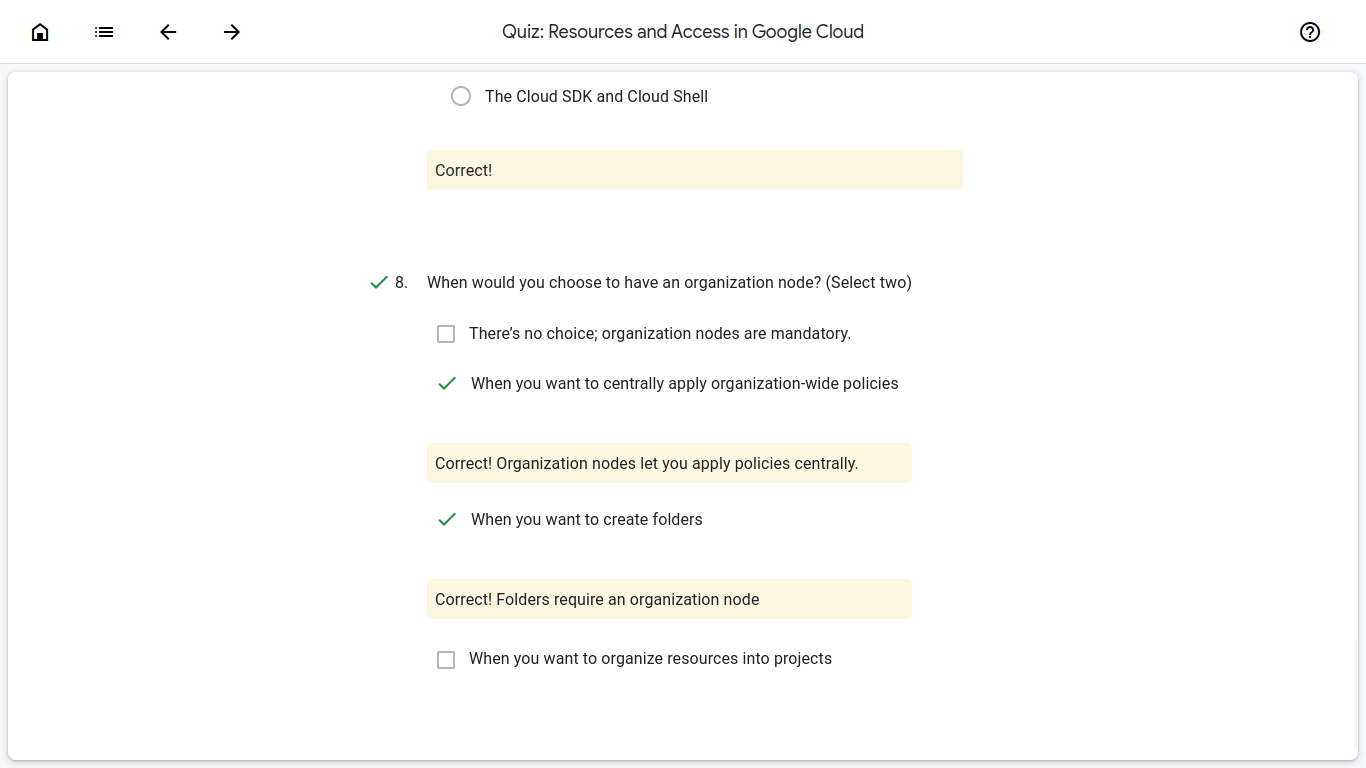 Quiz: Resources and Access in Google Cloud
The Cloud SDK and Cloud Shell
Correct!
8. When would you choose to have an organization node? (Select two)
There’s no choice; organization nodes are mandatory.
When you want to centrally apply organization-wide policies
Correct! Organization nodes let you apply policies centrally.
When you want to create folders
Correct! Folders require an organization node
When you want to organize resources into projects